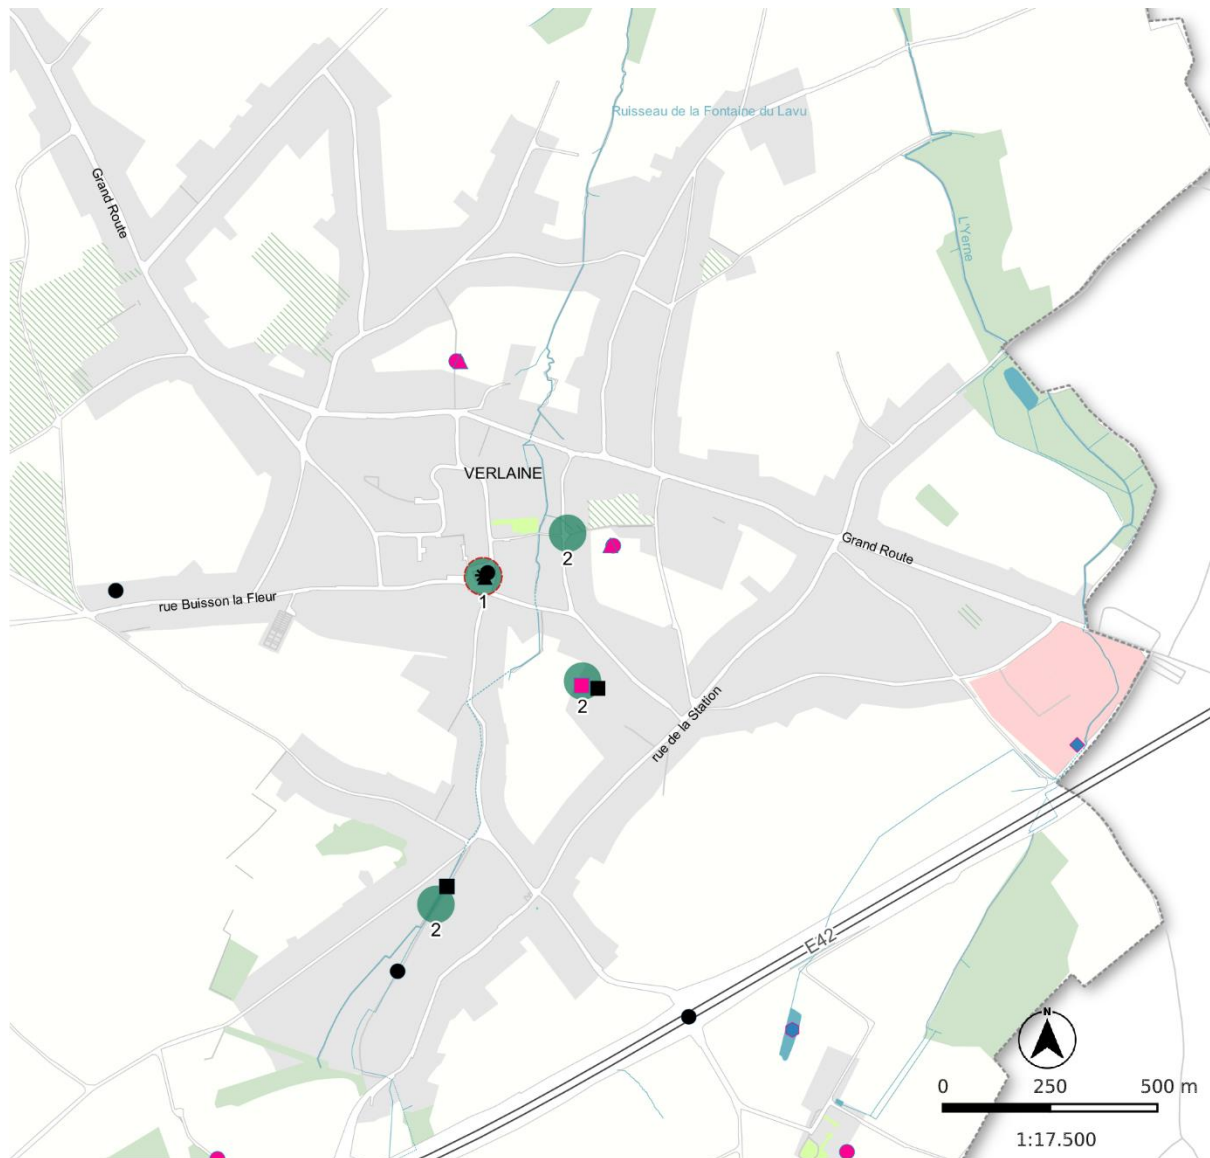 Ruisseau de la Fontaine du Lavu
Grand Route
L'Yerne
VERLAINE
2
Grand Route
1
rue Buisson la Fleur
2
rue de la Station
2
E42
N
0 250 500 m
1:17.500